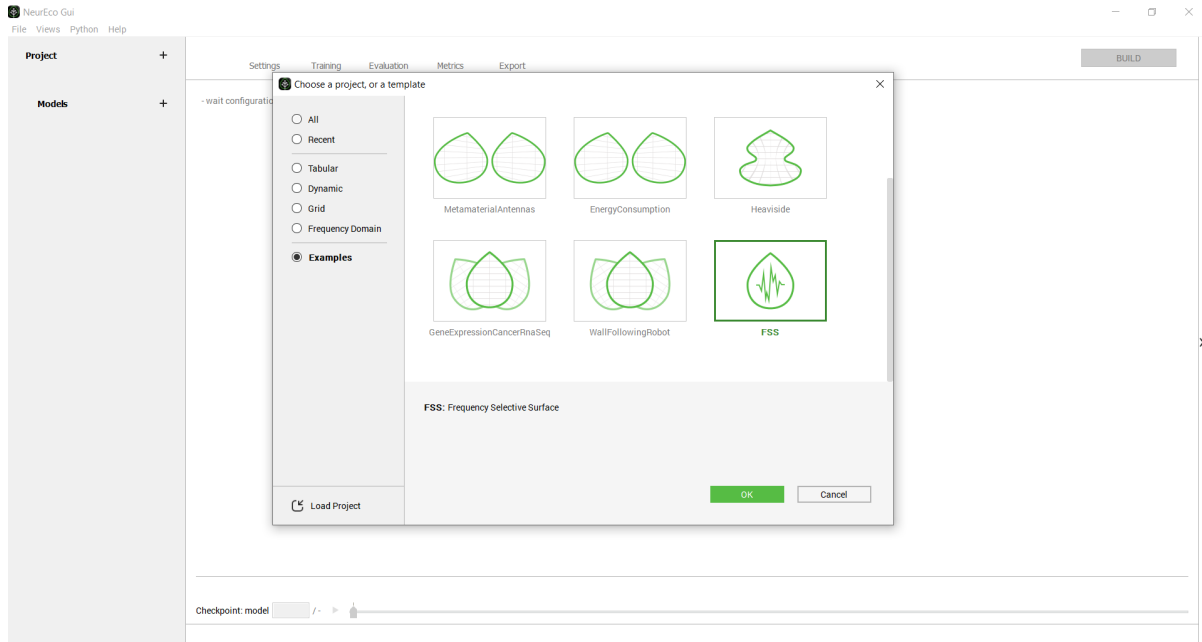 NeurEco Gui
File Views Python Help
Project +
Models +
Settings Training Evaluation Metrics Export
BUILD
- wait configuratio
Choose a project, or a template
All
Recent
Tabular
Dynamic
Grid
Frequency Domain
Examples
Load Project
MetamaterialAntennas EnergyConsumption Heaviside
GeneExpressionCancerRnaSeq WallFollowingRobot FSS
FSS: Frequency Selective Surface
OK Cancel
Checkpoint: model / -